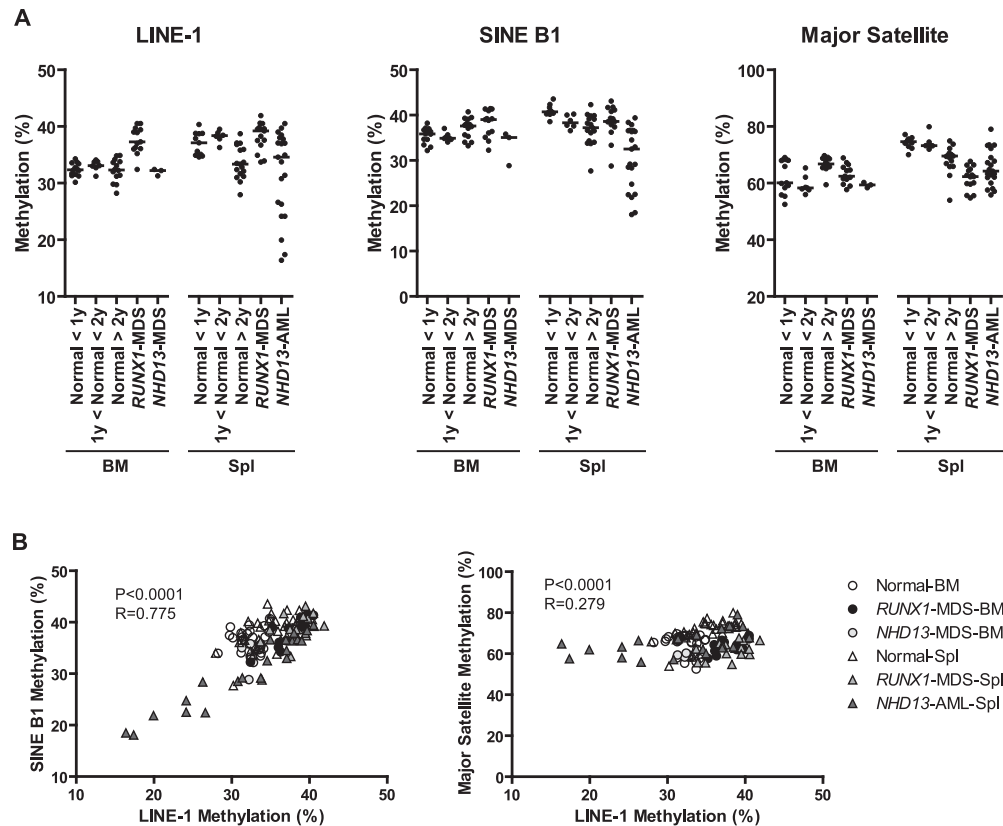 A
LINE-1
SINE B1
Major Satellite
Methylation (%)
50
40
30
20
10
Normal < 1y
1y < Normal < 2y
Normal > 2y
RUNX1-MDS
NHD13-MDS
Normal < 1y
1y < Normal < 2y
Normal > 2y
RUNX1-MDS
NHD13-AML
BM
Spl
Methylation (%)
50
40
30
20
10
0
Normal < 1y
1y < Normal < 2y
Normal > 2y
RUNX1-MDS
NHD13-MDS
Normal < 1y
1y < Normal < 2y
Normal > 2y
RUNX1-MDS
NHD13-AML
BM
Spl
Methylation (%)
100
80
60
40
20
Normal < 1y
1y < Normal < 2y
Normal > 2y
RUNX1-MDS
NHD13-MDS
Normal < 1y
1y < Normal < 2y
Normal > 2y
RUNX1-MDS
NHD13-AML
BM
Spl
B
SINE B1 Methylation (%)
50
40
30
20
10
P<0.0001
R=0.775
10
20
30
40
50
LINE-1 Methylation (%)
Major Satellite Methylation (%)
100
80
60
40
20
0
P<0.0001
R=0.279
10
20
30
40
50
LINE-1 Methylation (%)
Normal-BM
RUNX1-MDS-BM
NHD13-MDS-BM
Normal-Spl
RUNX1-MDS-Spl
NHD13-AML-Spl